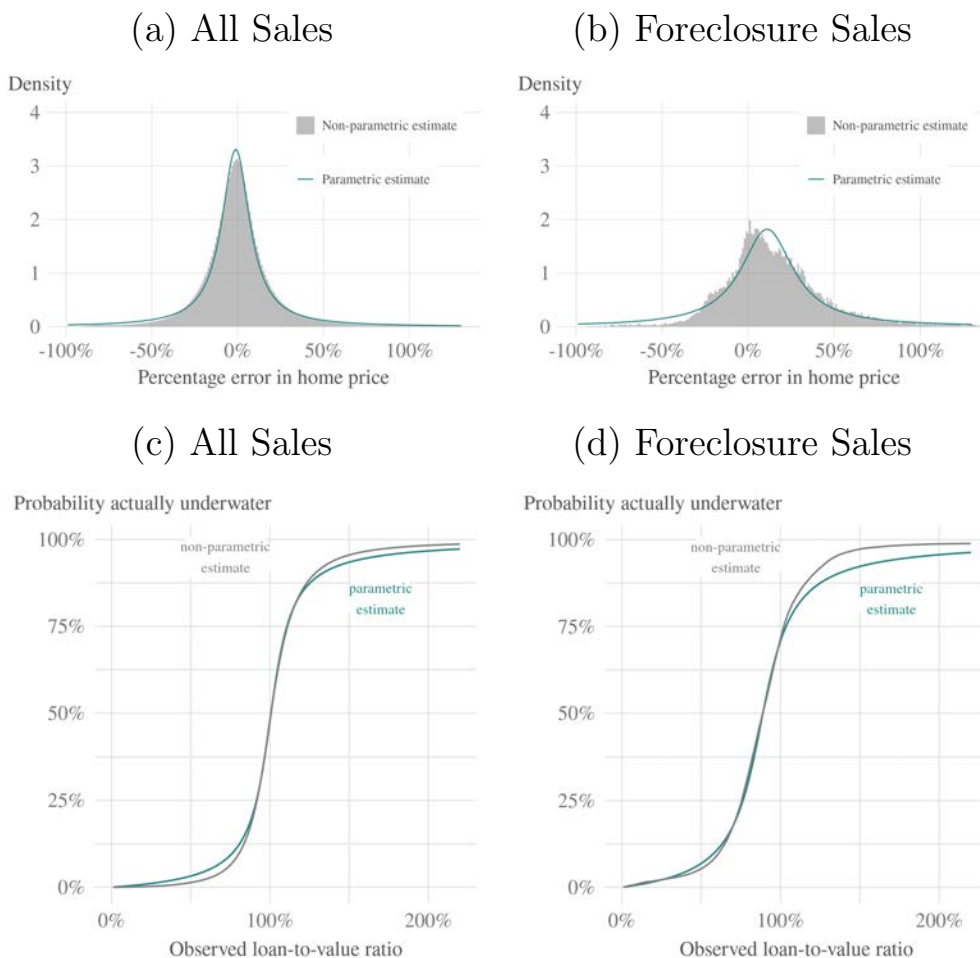 (a) All Sales
Density
4
3
2
1
0
Non-parametric estimate
Parametric estimate
-100%
-50%
0%
50%
100%
Percentage error in home price
(b) Foreclosure Sales
Density
4
3
2
1
0
Non-parametric estimate
Parametric estimate
-100%
-50%
0%
50%
100%
Percentage error in home price
(c) All Sales
Probability actually underwater
100%
75%
50%
25%
0%
non-parametric
estimate
parametric
estimate
0%
100%
200%
Observed loan-to-value ratio
(d) Foreclosure Sales
Probability actually underwater
100%
75%
50%
25%
0%
non-parametric
estimate
parametric
estimate
0%
100%
200%
Observed loan-to-value ratio